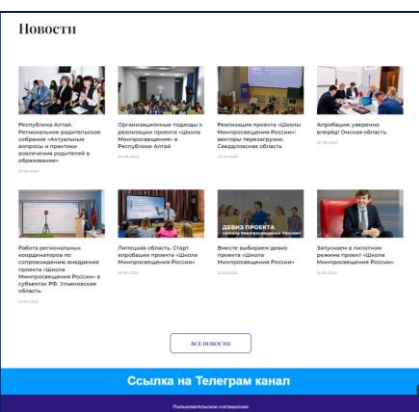 Новости
Республика Алтай.
Региональное родительское
собрание «Актуальные
вопросы и практики
вовлечения родителей в
образование»
Организационные подходы к
реализации проекта «Школа
Минпросвещения» в
Республике Алтай
Реализация проекта «Школы
Минпросвещения России»:
векторы перезагрузки.
Свердловская область
Апробация: уверенно
вперёд! Омская область.
ДЕВИЗ ПРОЕКТА
«Школа Минпросвещения России»
Работа региональных
координаторов по
сопровождению внедрения
проекта «Школа
Минпросвещения России» в
субъектах РФ. Ульяновская
область
Липецкая область. Старт
апробации проекта «Школа
Минпросвещения России»
Вместе выбираем девиз
проекта «Школа
Минпросвещения России»
Запускаем в пилотном
режиме проект «Школа
Минпросвещения России»
ВСЕ НОВОСТИ
Ссылка на Телеграм канал
Пользовательское соглашение